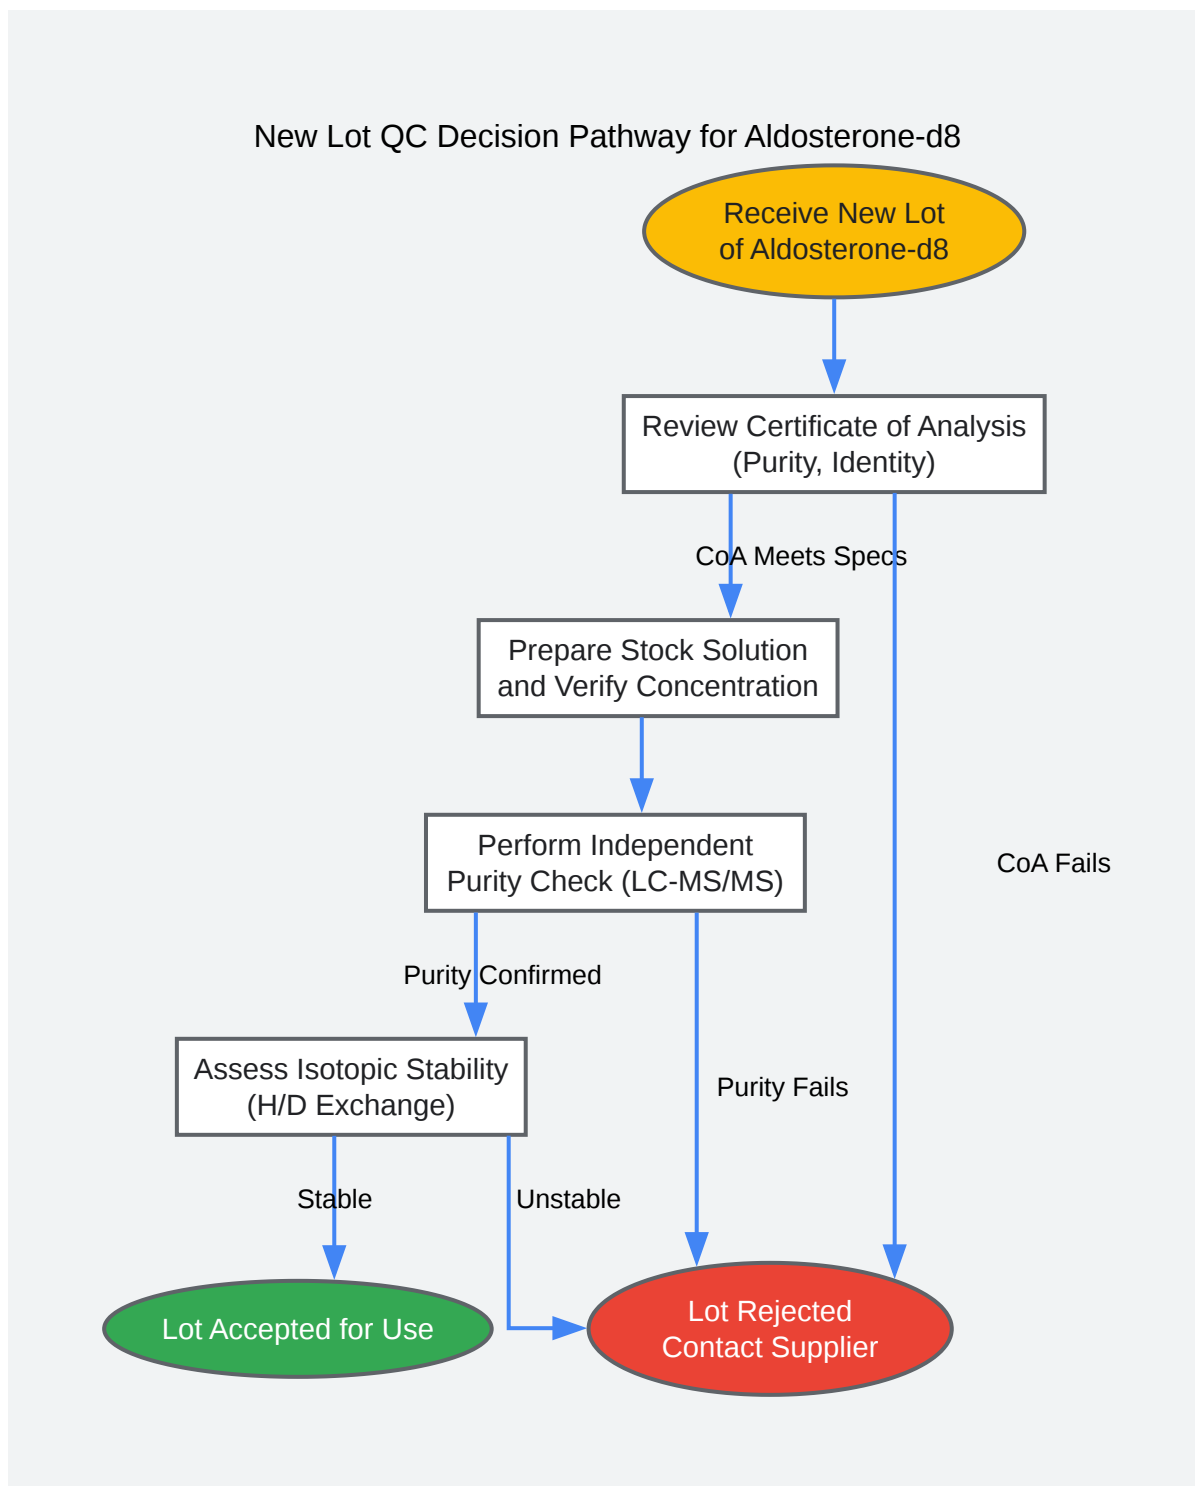 New Lot QC Decision Pathway for Aldosterone-d8
Receive New Lot
of Aldosterone-d8
Review Certificate of Analysis
(Purity, Identity)
CoA Meets Specs
Prepare Stock Solution
and Verify Concentration
Perform Independent
Purity Check (LC-MS/MS)
CoA Fails
Purity Confirmed
Assess Isotopic Stability
(H/D Exchange)
Purity Fails
Stable
Unstable
Lot Accepted for Use
Lot Rejected
Contact Supplier